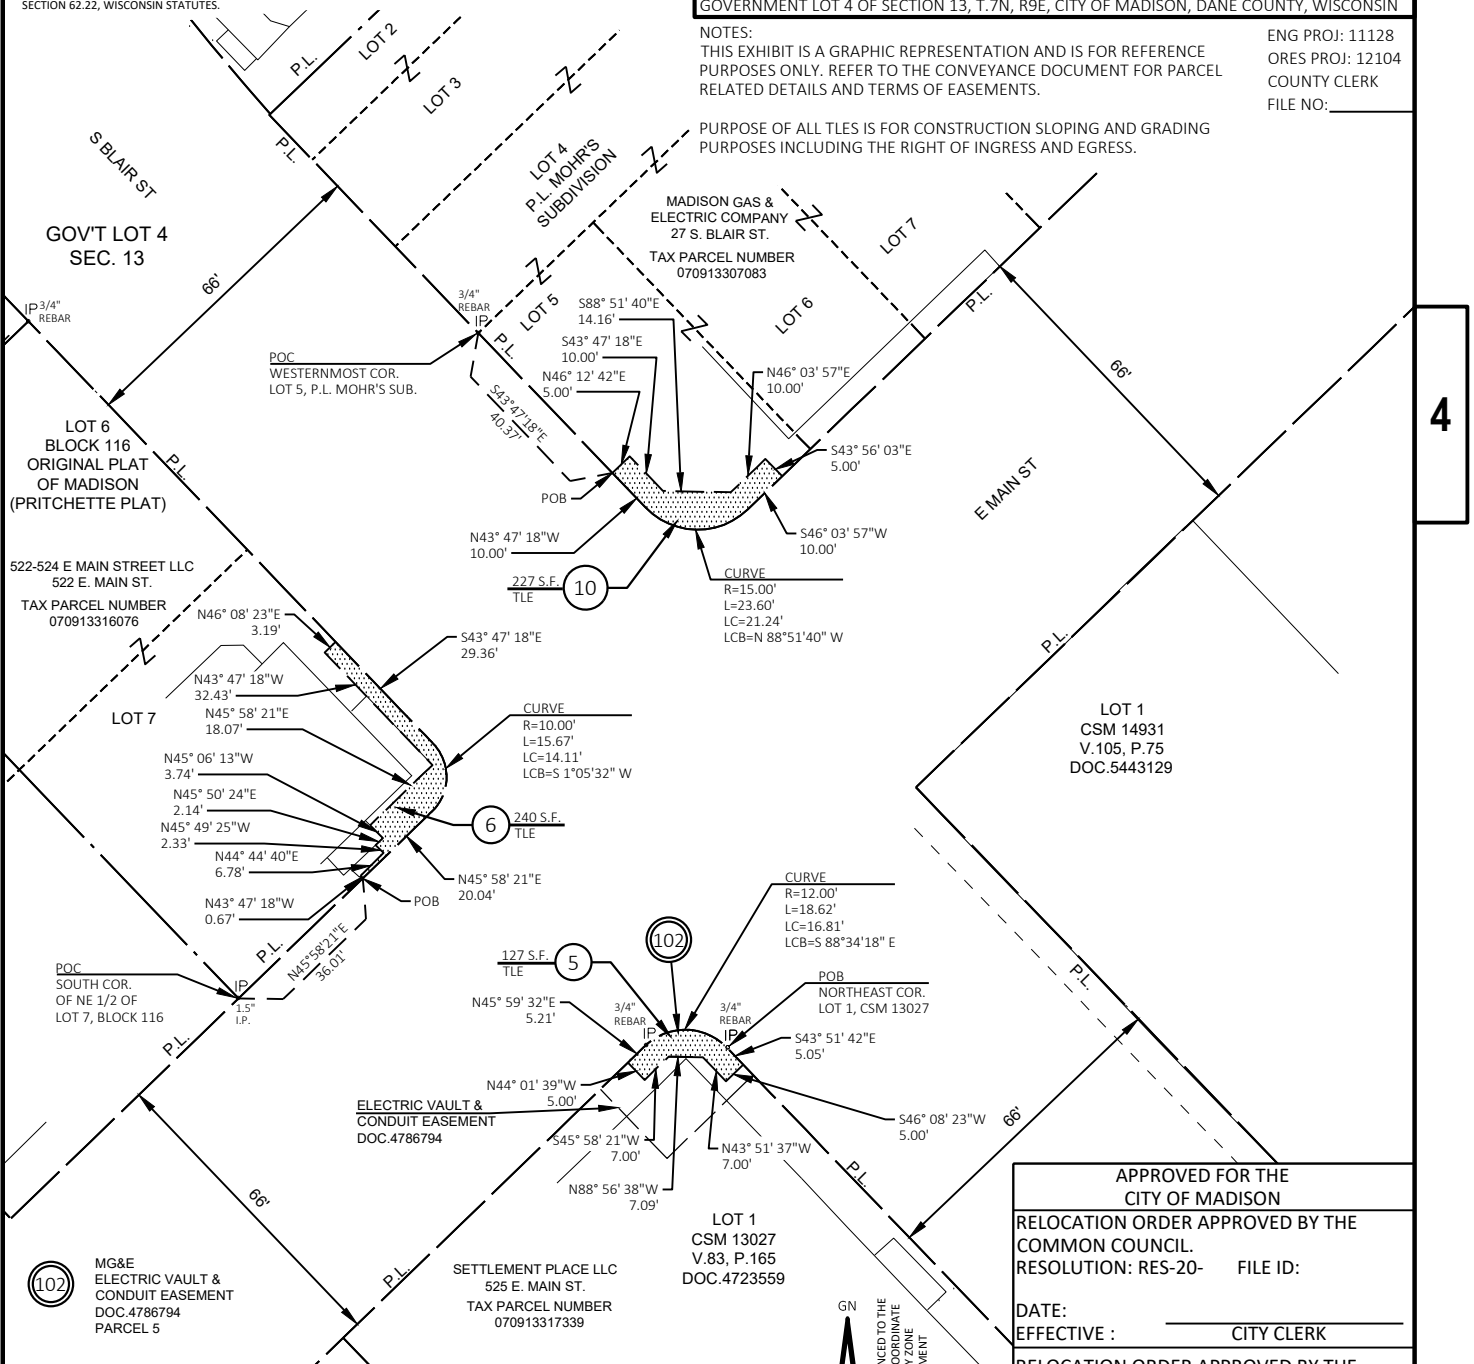 SECTION 62.22, WISCONSIN STATUTES.
GOVERNMENT LOT 4 OF SECTION 13, T.7N, R9E, CITY OF MADISON, DANE COUNTY, WISCONSIN
NOTES:
THIS EXHIBIT IS A GRAPHIC REPRESENTATION AND IS FOR REFERENCE
PURPOSES ONLY. REFER TO THE CONVEYANCE DOCUMENT FOR PARCEL
RELATED DETAILS AND TERMS OF EASEMENTS.
PURPOSE OF ALL TLES IS FOR CONSTRUCTION SLOPING AND GRADING
PURPOSES INCLUDING THE RIGHT OF INGRESS AND EGRESS.
ENG PROJ: 11128
ORES PROJ: 12104
COUNTY CLERK
FILE NO:
4
P.L.
LOT 2
LOT 3
P.L.
LOT 4
P.L. MOHR'S
SUBDIVISION
S BLAIR ST
GOV'T LOT 4
SEC. 13
66'
IP 3/4"
REBAR
MADISON GAS &
ELECTRIC COMPANY
27 S. BLAIR ST.
TAX PARCEL NUMBER
070913307083
LOT 7
LOT 6
LOT 5
P.L.
3/4"
REBAR
IP
P.L.
POC
WESTERNMOST COR.
LOT 5, P.L. MOHR'S SUB.
S43°47'18"E
40.37'
S88° 51' 40"E
14.16'
S43° 47' 18"E
10.00'
N46° 12' 42"E
5.00'
N46° 03' 57"E
10.00'
S43° 56' 03"E
5.00'
POB
S46° 03' 57"W
10.00'
N43° 47' 18"W
10.00'
227 S.F.
TLE
10
CURVE
R=15.00'
L=23.60'
LC=21.24'
LCB=N 88°51'40" W
66'
E MAIN ST
P.L.
LOT 6
BLOCK 116
ORIGINAL PLAT
OF MADISON
(PRITCHETTE PLAT)
P.L.
522-524 E MAIN STREET LLC
522 E. MAIN ST.
TAX PARCEL NUMBER
070913316076
LOT 7
N46° 08' 23"E
3.19'
S43° 47' 18"E
29.36'
N43° 47' 18"W
32.43'
N45° 58' 21"E
18.07'
N45° 06' 13"W
3.74'
N45° 50' 24"E
2.14'
N45° 49' 25"W
2.33'
N44° 44' 40"E
6.78'
N43° 47' 18"W
0.67'
CURVE
R=10.00'
L=15.67'
LC=14.11'
LCB=S 1°05'32" W
6
240 S.F.
TLE
N45° 58' 21"E
20.04'
POB
P.L.
N45°58'21"E
36.01'
POC
SOUTH COR.
OF NE 1/2 OF
LOT 7, BLOCK 116
IP
1.5"
I.P.
P.L.
LOT 1
CSM 14931
V.105, P.75
DOC.5443129
P.L.
CURVE
R=12.00'
L=18.62'
LC=16.81'
LCB=S 88°34'18" E
102
127 S.F.
TLE
5
POB
NORTHEAST COR.
LOT 1, CSM 13027
N45° 59' 32"E
5.21'
3/4"
REBAR
IP
3/4"
REBAR
IP
S43° 51' 42"E
5.05'
N44° 01' 39"W
5.00'
ELECTRIC VAULT &
CONDUIT EASEMENT
DOC.4786794
S45° 58' 21"W
7.00'
N43° 51' 37"W
7.00'
S46° 08' 23"W
5.00'
N88° 56' 38"W
7.09'
P.L.
66'
66'
P.L.
LOT 1
CSM 13027
V.83, P.165
DOC.4723559
SETTLEMENT PLACE LLC
525 E. MAIN ST.
TAX PARCEL NUMBER
070913317339
102
MG&E
ELECTRIC VAULT &
CONDUIT EASEMENT
DOC.4786794
PARCEL 5
GN
APPROVED FOR THE
CITY OF MADISON
RELOCATION ORDER APPROVED BY THE
COMMON COUNCIL.
RESOLUTION: RES-20- FILE ID:
DATE:
EFFECTIVE :
CITY CLERK
RELOCATION ORDER APPROVED BY THE